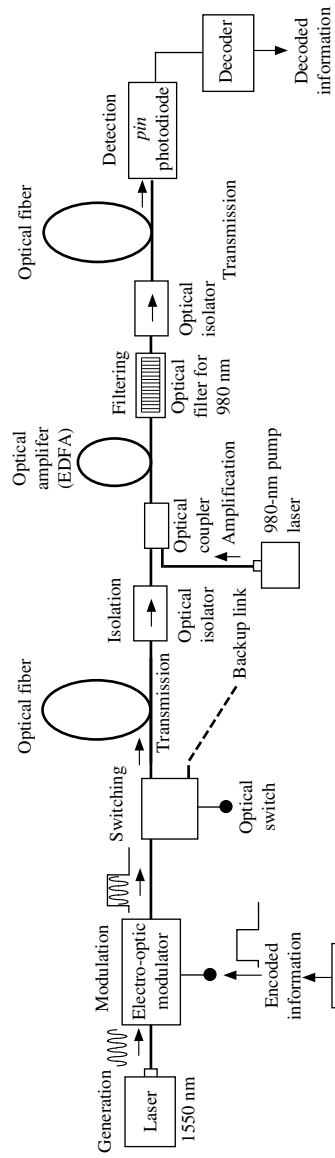 Generation
Laser
1550 nm
Modulation
Electro-optic
modulator
Encoded
information
Switching
Optical
switch
Backup link
Optical fiber
Transmission
Isolation
Optical
isolator
Optical
coupler
Amplification
980-nm pump
laser
Optical
amplifer
(EDFA)
Filtering
Optical
filter for
980 nm
Optical
isolator
Optical fiber
Transmission
Detection
pin
photodiode
Decoder
Decoded
information